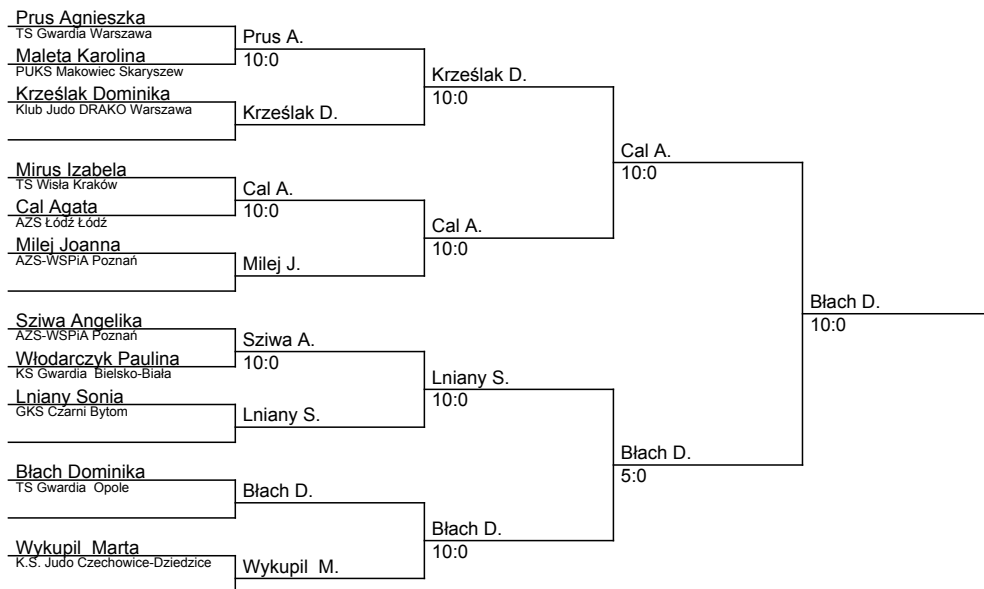 Prus Agnieszka
TS Gwardia Warszawa
Maleta Karolina
PUKS Makowiec Skaryszew
Krześlak Dominika
Klub Judo DRAKO Warszawa
Mirus Izabela
TS Wisła Kraków
Cal Agata
AZS Łódź Łódź
Milej Joanna
AZS-WSPiA Poznań
Sziwa Angelika
AZS-WSPiA Poznań
Włodarczyk Paulina
KS Gwardia Bielsko-Biała
Lniany Sonia
GKS Czarni Bytom
Błach Dominika
TS Gwardia Opole
Wykupil Marta
K.S. Judo Czechowice-Dziedzice
Prus A.
10:0
Krześlak D.
Cal A.
10:0
Milej J.
Sziwa A.
10:0
Lniany S.
Błach D.
Wykupil M.
Krześlak D.
10:0
Cal A.
10:0
Lniany S.
10:0
Błach D.
10:0
Cal A.
10:0
Błach D.
5:0
Błach D.
10:0